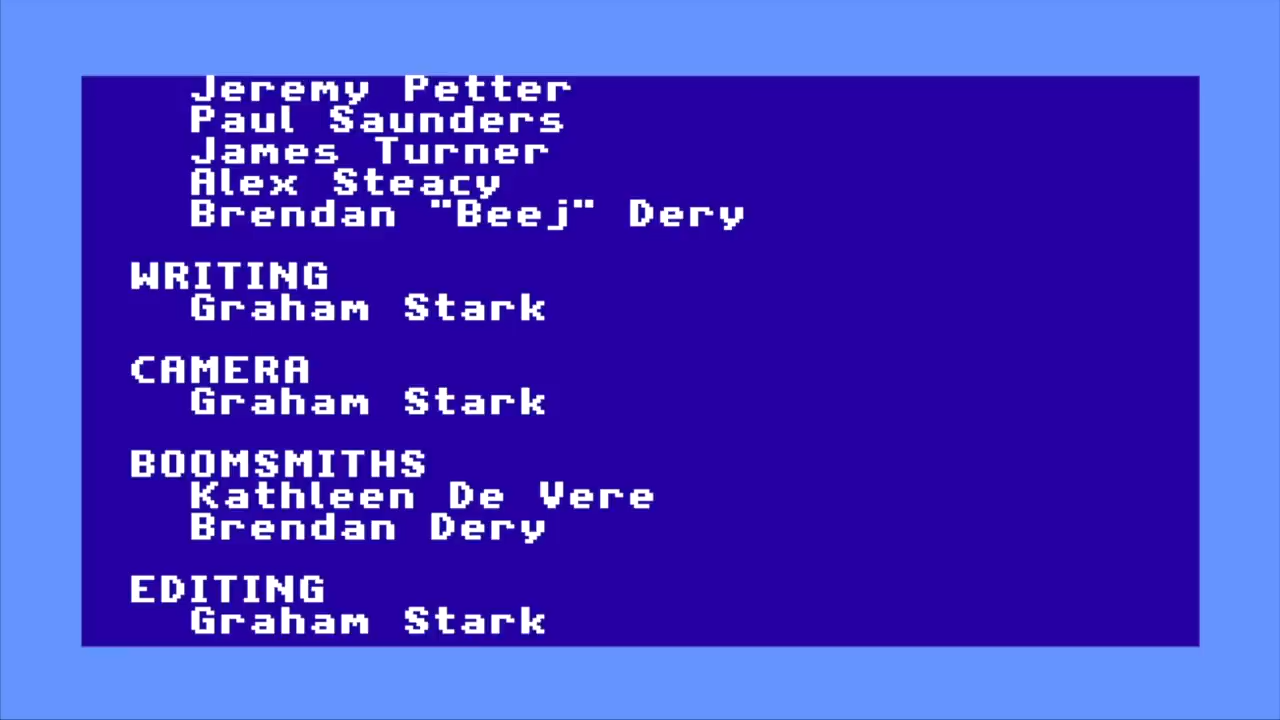 Jeremy Petter
Paul Saunders
James Turner
Alex Steacy
Brendan "Beej" Dery
WRITING
Graham Stark
CAMERA
Graham Stark
BOOMSMITHS
Kathleen De Vere
Brendan Dery
EDITING
Graham Stark